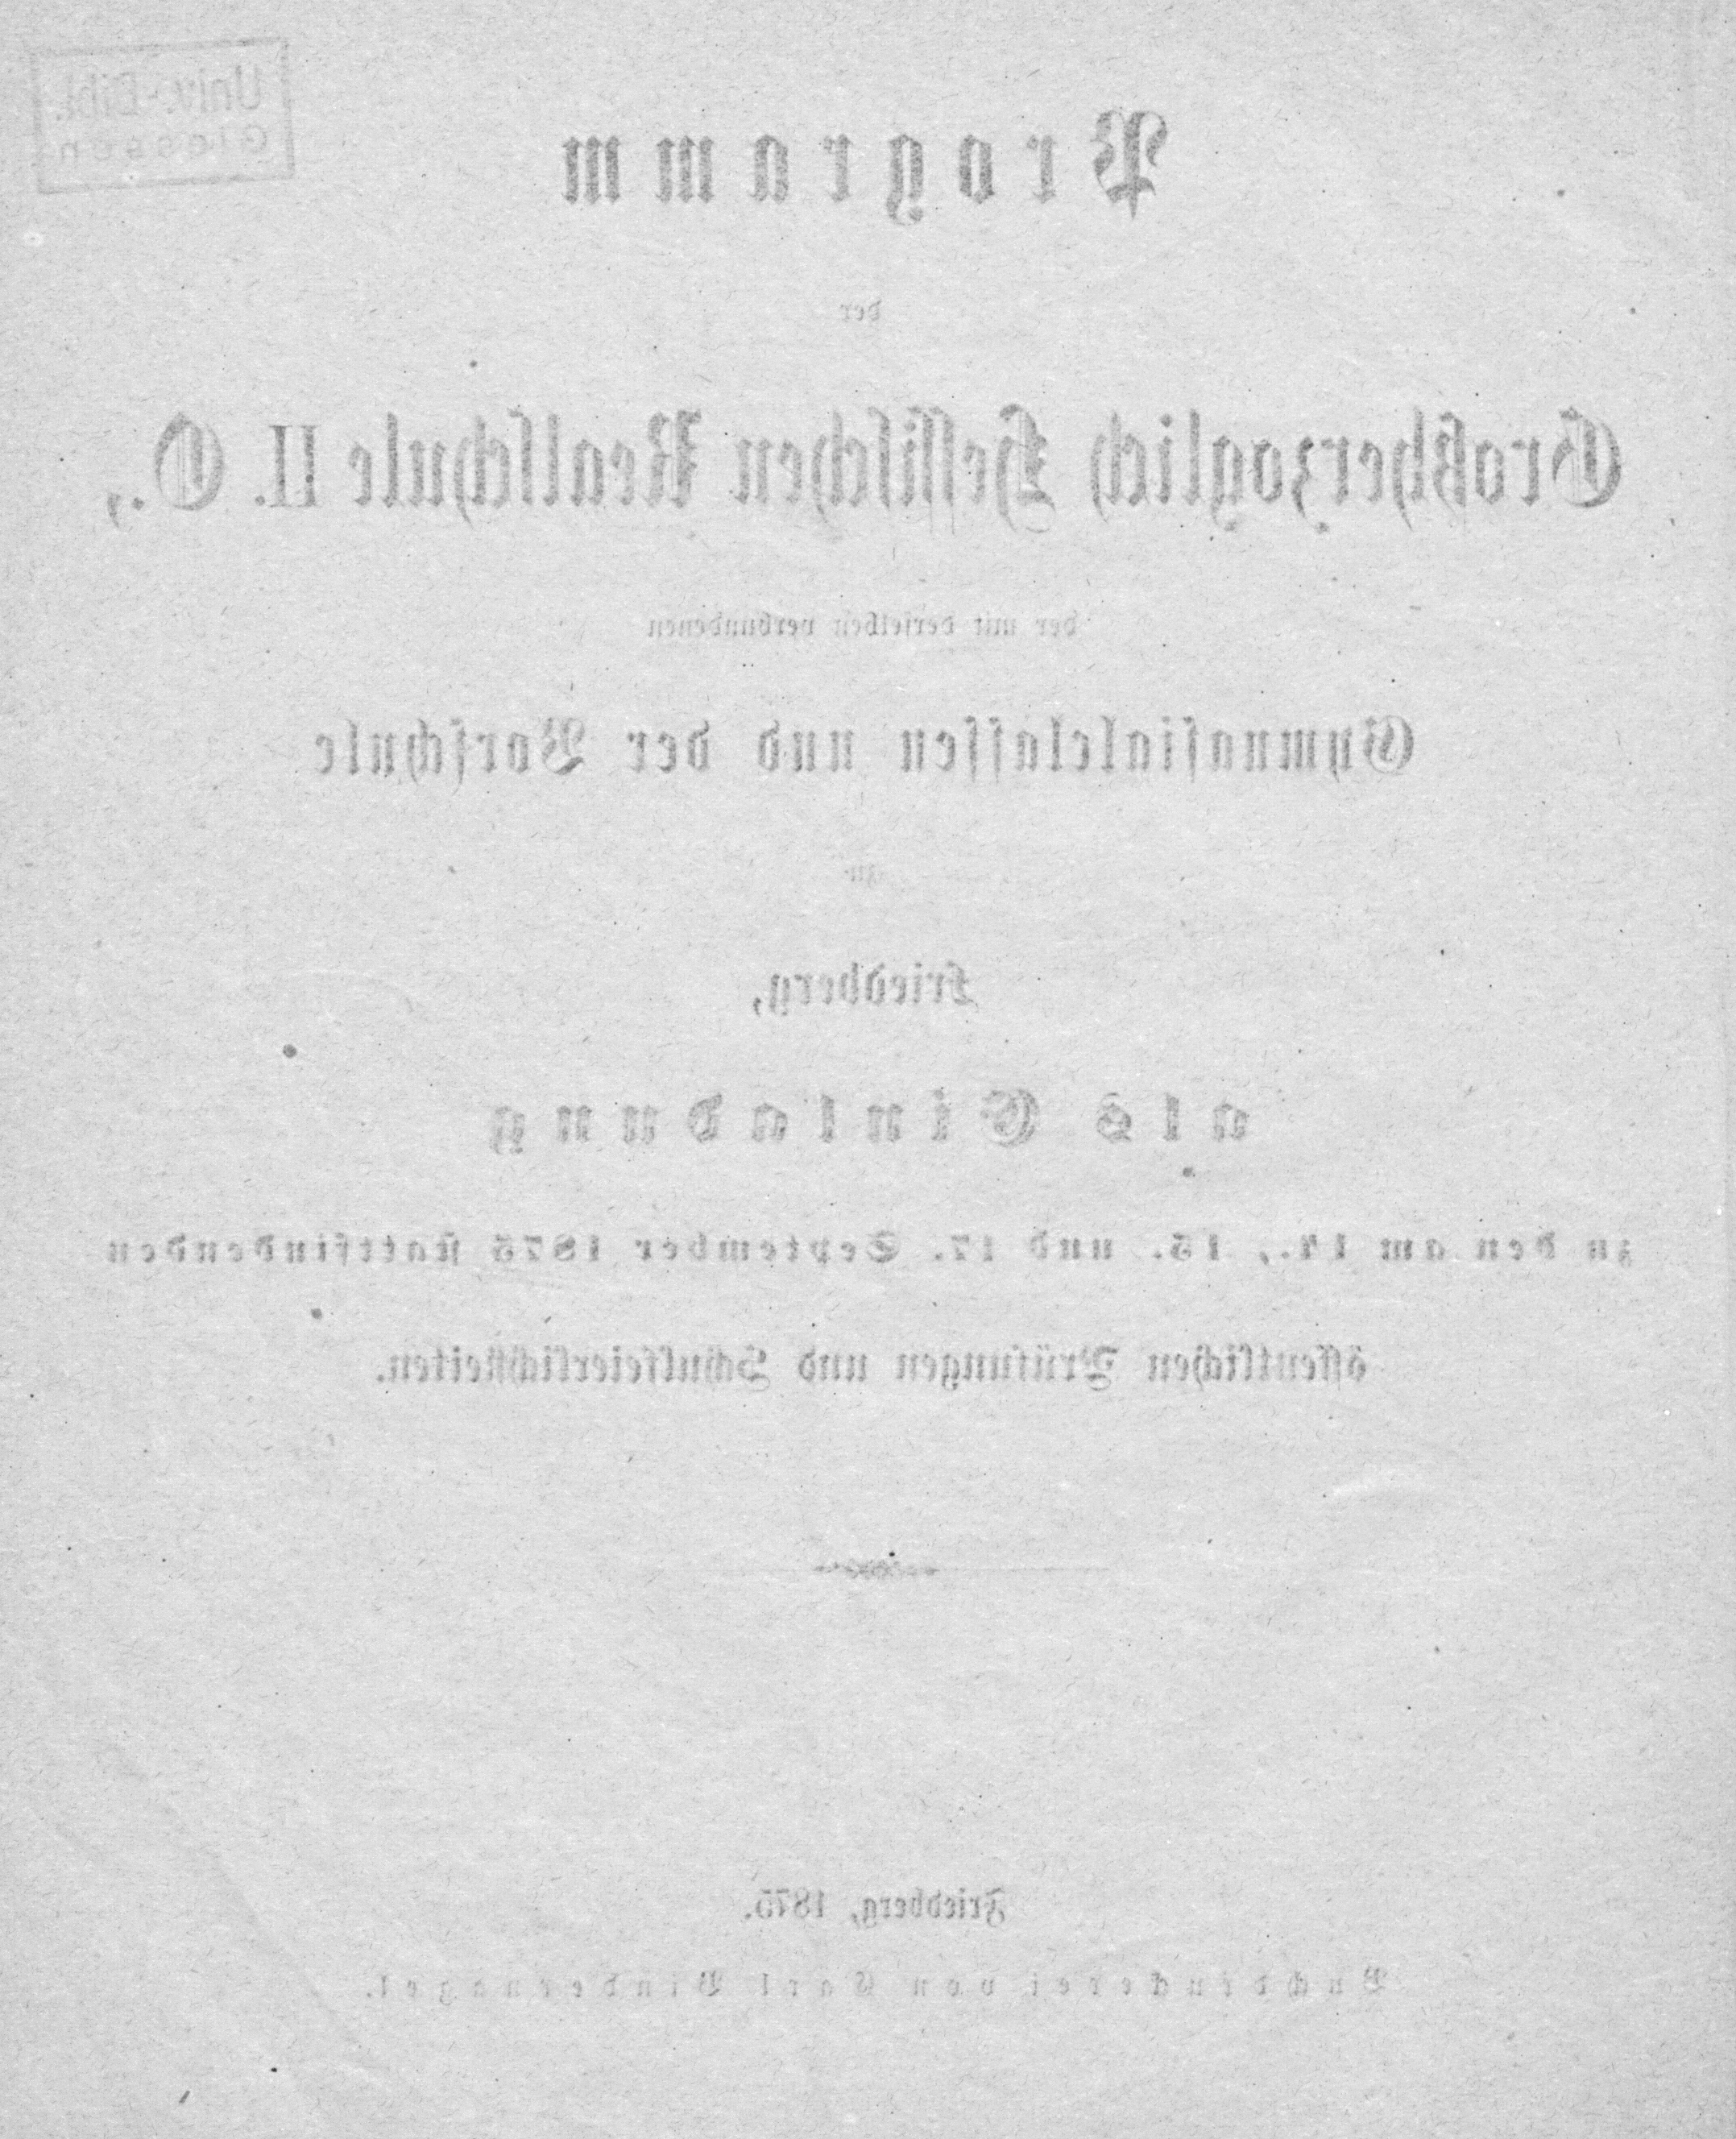 Univ.-Bibl.
Giessen
Programm
der
Großherzoglich Hessischen Realschule II. O.,
der mit derselben verbundenen
Gymnasialclassen und der Vorschule
zu
Friedberg,
als Einladung
zu den am 14., 15. und 17. September 1875 stattfindenden
öffentlichen Prüfungen und Schulfeierlichkeiten.
Friedberg, 1875.
Buchdruckerei von Carl Bindernagel.